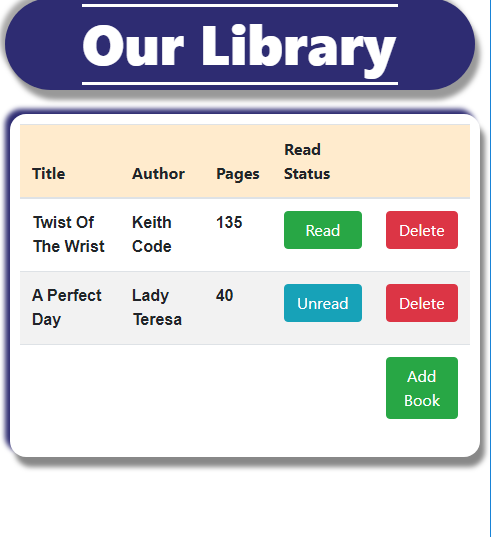 Our Library
Read
Title Author Pages Status
Twist Of Keith 135 Read Delete
The Wrist Code
A Perfect Lady 40 Unread Delete
Day Teresa
Add
Book